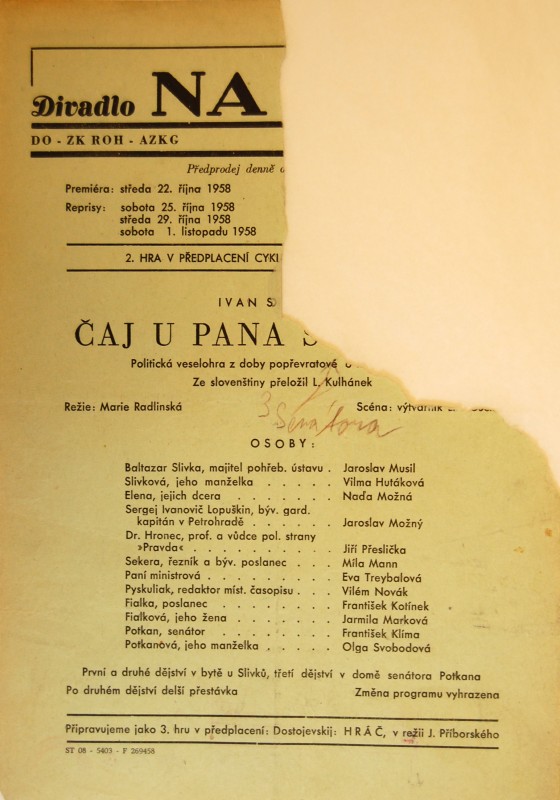 Divadlo NA
DO - ZK ROH - AZKG
Předprodej denně
Premiéra: středa 22. října 1958
Reprisy: sobota 25. října 1958
středa 29. října 1958
sobota 1. listopadu 1958
2. HRA V PŘEDPLACENÍ
IVAN
ČAJ U PANA
Politická veselohra z doby popřevratové
Ze slovenštiny přeložil L. Kulhánek
Režie: Marie Radlinská Scéna: výtvarník
Senátora
OSOBY:
Baltazar Slivka, majitel pohřeb. ústavu . Jaroslav Musil
Slivková, jeho manželka . . . . . Vilma Hutáková
Elena, jejich dcera . . . . . . . Naďa Možná
Sergej Ivanovič Lopuškin, býv. gard.
kapitán v Petrohradě . . . . . . Jaroslav Možný
Dr. Hronec, prof. a vůdce pol. strany
»Pravda« . . . . . . . . . . Jiří Přeslička
Sekera, řezník a býv. poslanec . . . Míla Mann
Paní ministrová . . . . . . . . . Eva Treybalová
Pyskuliak, redaktor míst. časopisu . . . Vilém Novák
Fialka, poslanec . . . . . . . . . František Kotínek
Fialková, jeho žena . . . . . . . . Jarmila Marková
Potkan, senátor . . . . . . . . . František Klíma
Potkanová, jeho manželka . . . . . Olga Svobodová
První a druhé dějství v bytě u Slivků, třetí dějství v domě senátora Potkana
Po druhém dějství delší přestávka Změna programu vyhrazena
Připravujeme jako 3. hru v předplacení: Dostojevskij: HRÁČ, v režii J. Příborského
ST 08 - 5403 - F 269458